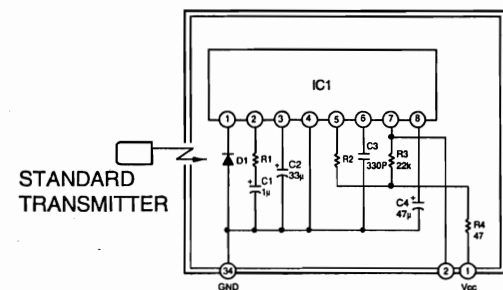 IC1
1 2 3 4 5 6 7 8
D1
R1
C1
1μ
C2
33μ
R2
C3
330P
R3
22k
C4
47μ
R4
47
+
+
+
STANDARD
TRANSMITTER
34
GND
2
1
Vcc